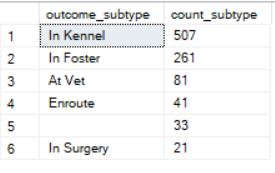 outcome_subtype count_subtype
1 In Kennel 507
2 In Foster 261
3 At Vet 81
4 Enroute 41
5 33
6 In Surgery 21